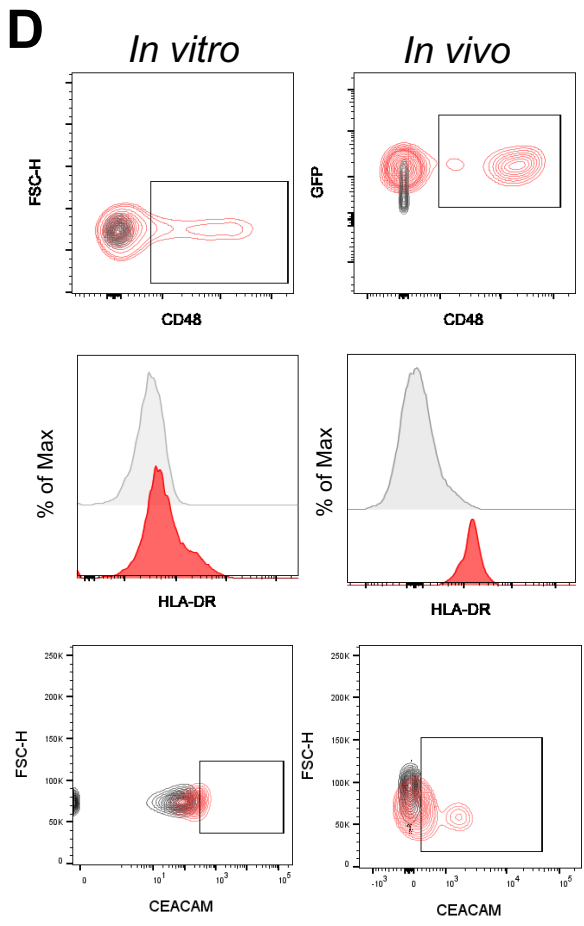 D
In vitro
In vivo
FSC-H
CD48
GFP
CD48
% of Max
HLA-DR
% of Max
HLA-DR
FSC-H
250K
200K
150K
100K
50K
0
0
10¹
10³
10⁵
CEACAM
FSC-H
250K
200K
150K
100K
50K
0
-10³
0
10³
10⁴
10⁵
CEACAM